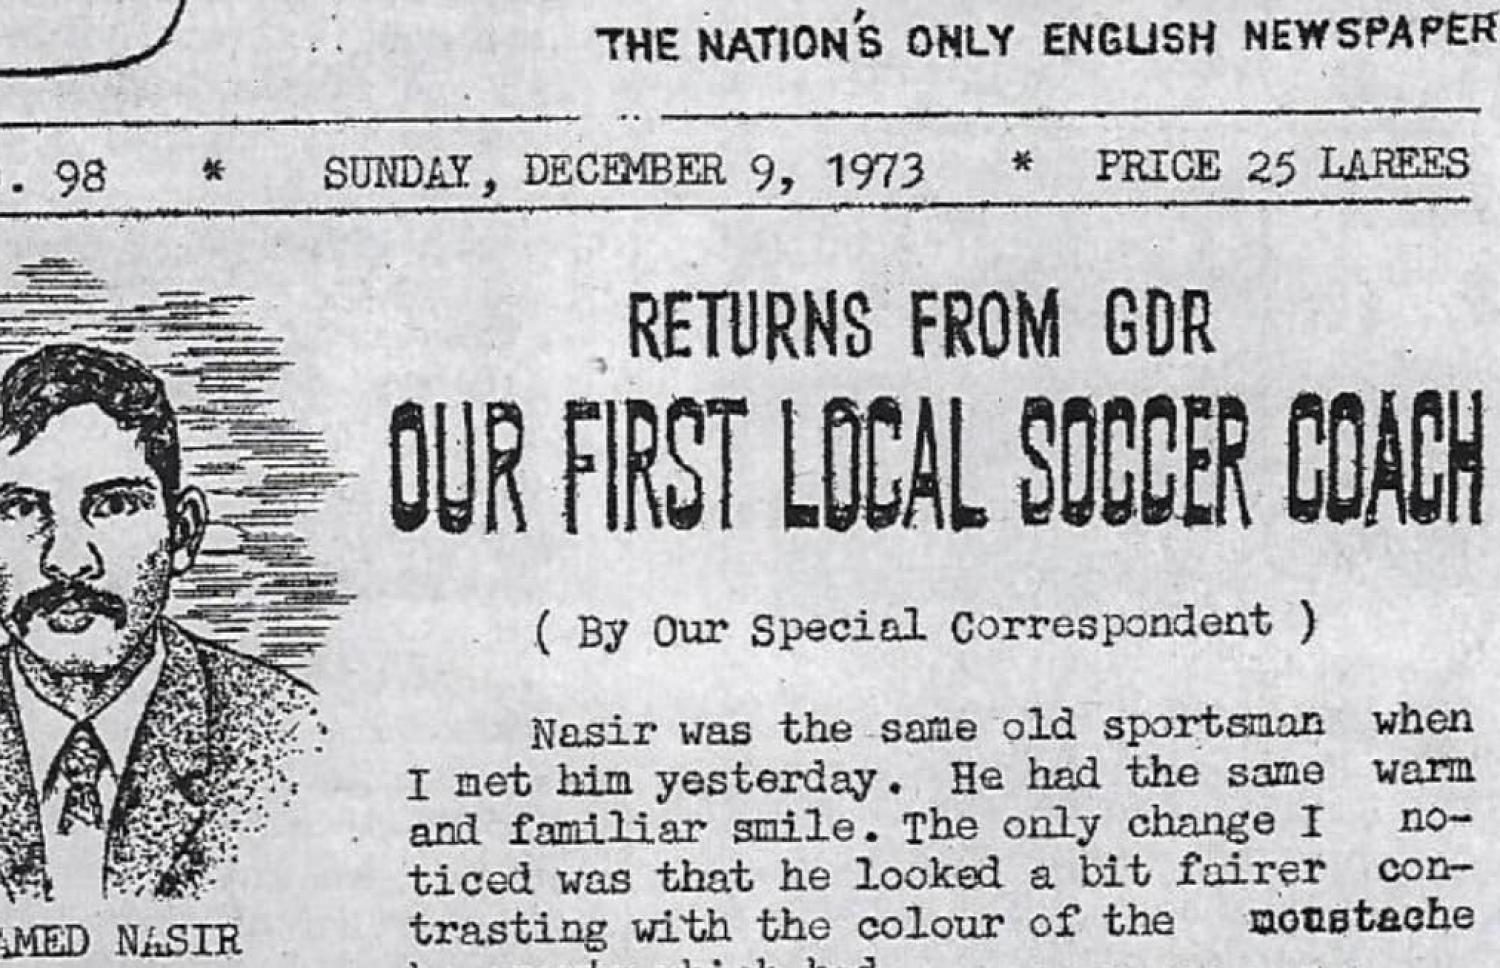 THE NATION'S ONLY ENGLISH NEWSPAPER
. 98 * SUNDAY, DECEMBER 9, 1973 * PRICE 25 LAREES
RETURNS FROM GDR
OUR FIRST LOCAL SOCCER COACH
( By Our Special Correspondent )
Nasir was the same old sportsman when
I met him yesterday. He had the same warm
and familiar smile. The only change I no-
ticed was that he looked a bit fairer con-
trasting with the colour of the moustache
AMED NASIR